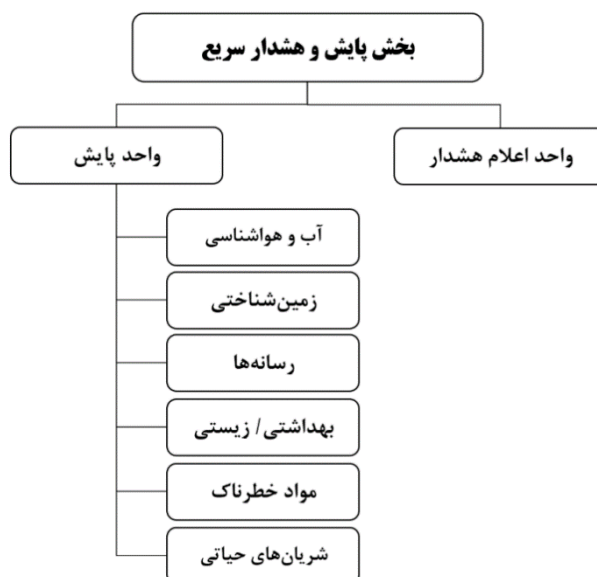 بخش پایش و هشدار سریع
واحد اعلام هشدار
واحد پایش
آب و هواشناسی
زمین‌شناختی
رسانه‌ها
بهداشتی/ زیستی
مواد خطرناک
شریان‌های حیاتی